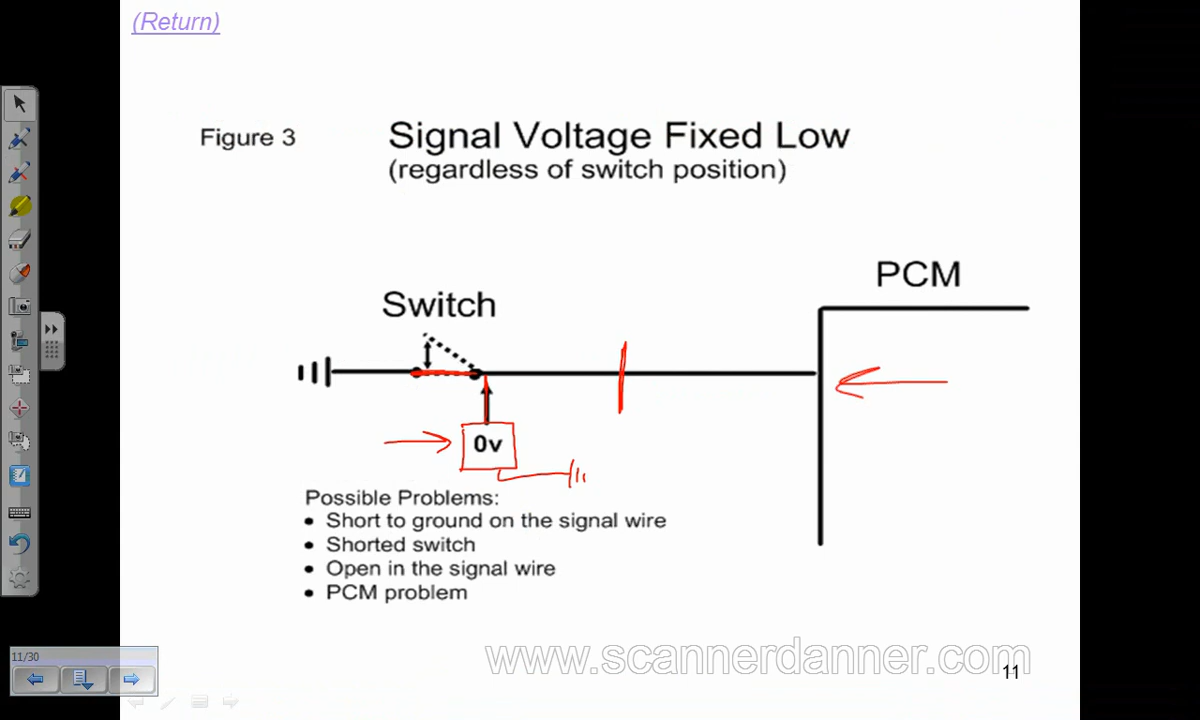 (Return)
Figure 3
Signal Voltage Fixed Low
(regardless of switch position)
PCM
Switch
0v
Possible Problems:
• Short to ground on the signal wire
• Shorted switch
• Open in the signal wire
• PCM problem
www.scannerdanner.com
11
11/30